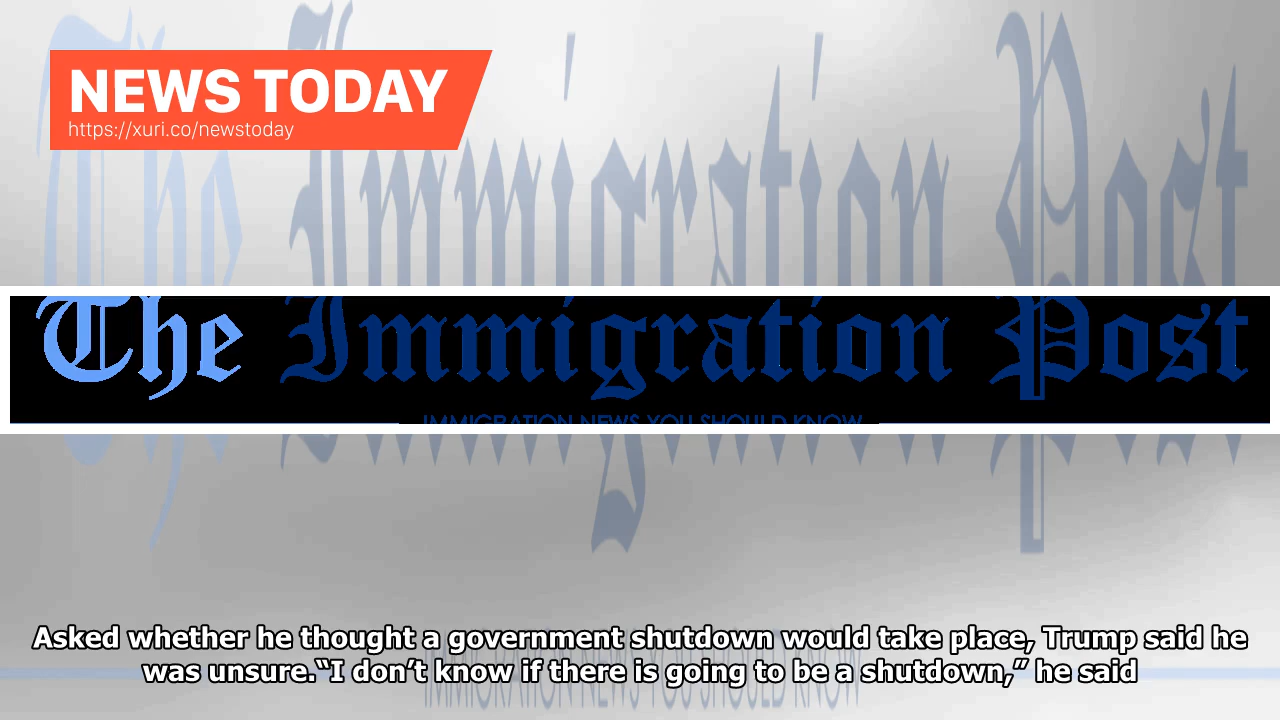 NEWS TODAY
https://xuri.co/newstoday
The Immigration Post
IMMIGRATION NEWS YOU SHOULD KNOW
Asked whether he thought a government shutdown would take place, Trump said he
was unsure.“I don’t know if there is going to be a shutdown,” he said